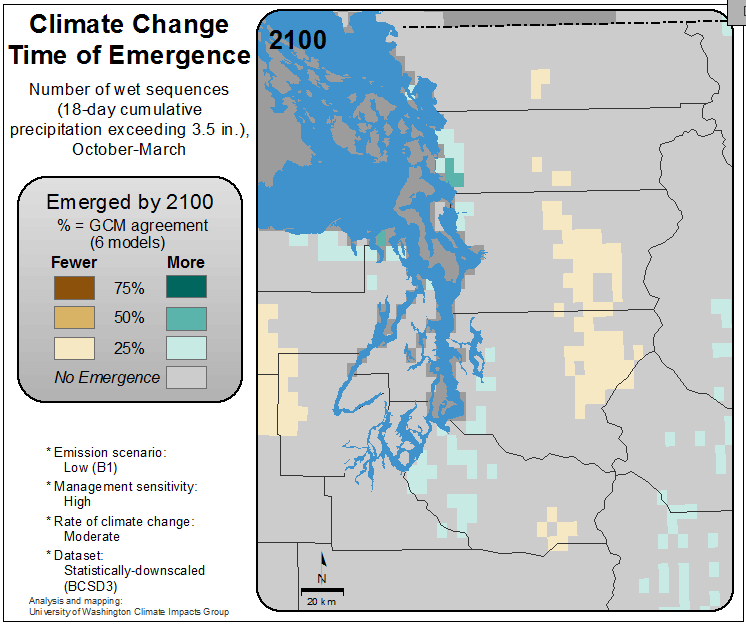 Climate Change
Time of Emergence
Number of wet sequences
(18-day cumulative
precipitation exceeding 3.5 in.),
October-March
Emerged by 2100
% = GCM agreement
(6 models)
Fewer More
75%
50%
25%
No Emergence
* Emission scenario:
Low (B1)
* Management sensitivity:
High
* Rate of climate change:
Moderate
* Dataset:
Statistically-downscaled
(BCSD3)
Analysis and mapping:
University of Washington Climate Impacts Group
2100
N
20 km